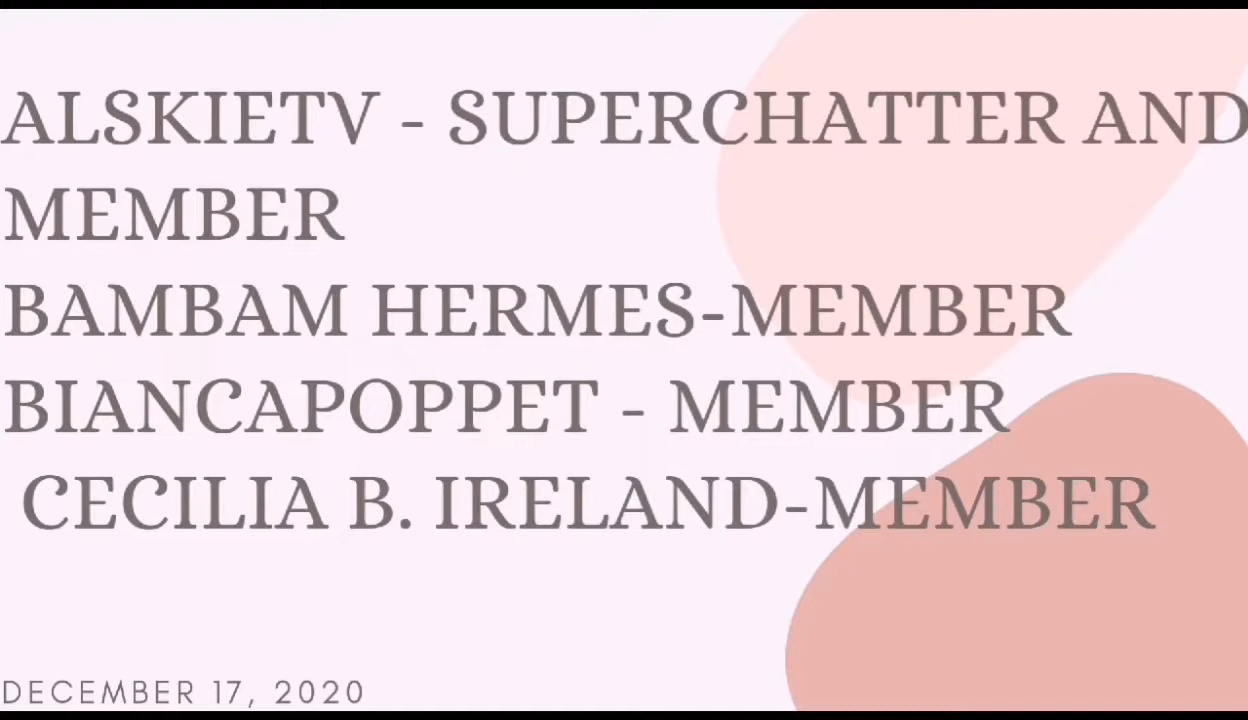 ALSKIETV - SUPERCHATTER AND
MEMBER
BAMBAM HERMES-MEMBER
BIANCAPOPPET - MEMBER
CECILIA B. IRELAND-MEMBER
DECEMBER 17, 2020